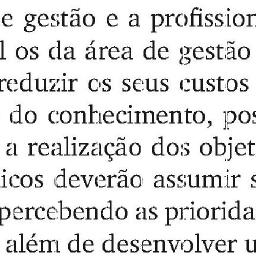 e gestão e a profission
l os da área de gestão
reduzir os seus custos
do conhecimento, pos
a realização dos objet
icos deverão assumir s
percebendo as priorida
além de desenvolver u